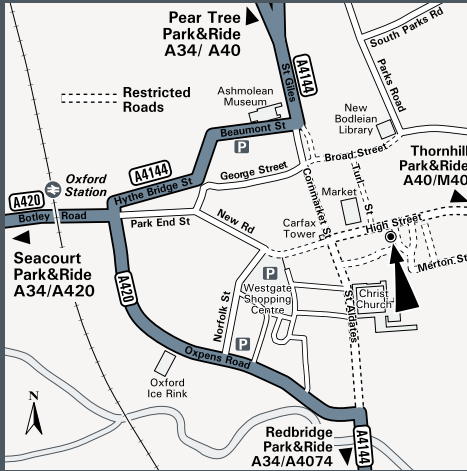 Pear Tree
Park&Ride
A34/ A40
South Parks Rd
A4144
St Giles
Parks Road
Restricted
Roads
Ashmolean
Museum
New
Bodleian
Library
Beaumont St
P
Broad Street
Thornhill
Park&Ride
A40/M40
George Street
Turl St
Cornmarket St
Market
A4144
Oxford
Station
Hythe Bridge St
A420
Botley Road
Park End St
New Rd
Carfax
Tower
High Street
Seacourt
Park&Ride
A34/A420
Merton St
A420
P
Westgate
Shopping
Centre
Christ
Church
St Aldates
Norfolk St
P
Oxpens Road
Oxford
Ice Rink
N
Redbridge
Park&Ride
A34/A4074
A4144